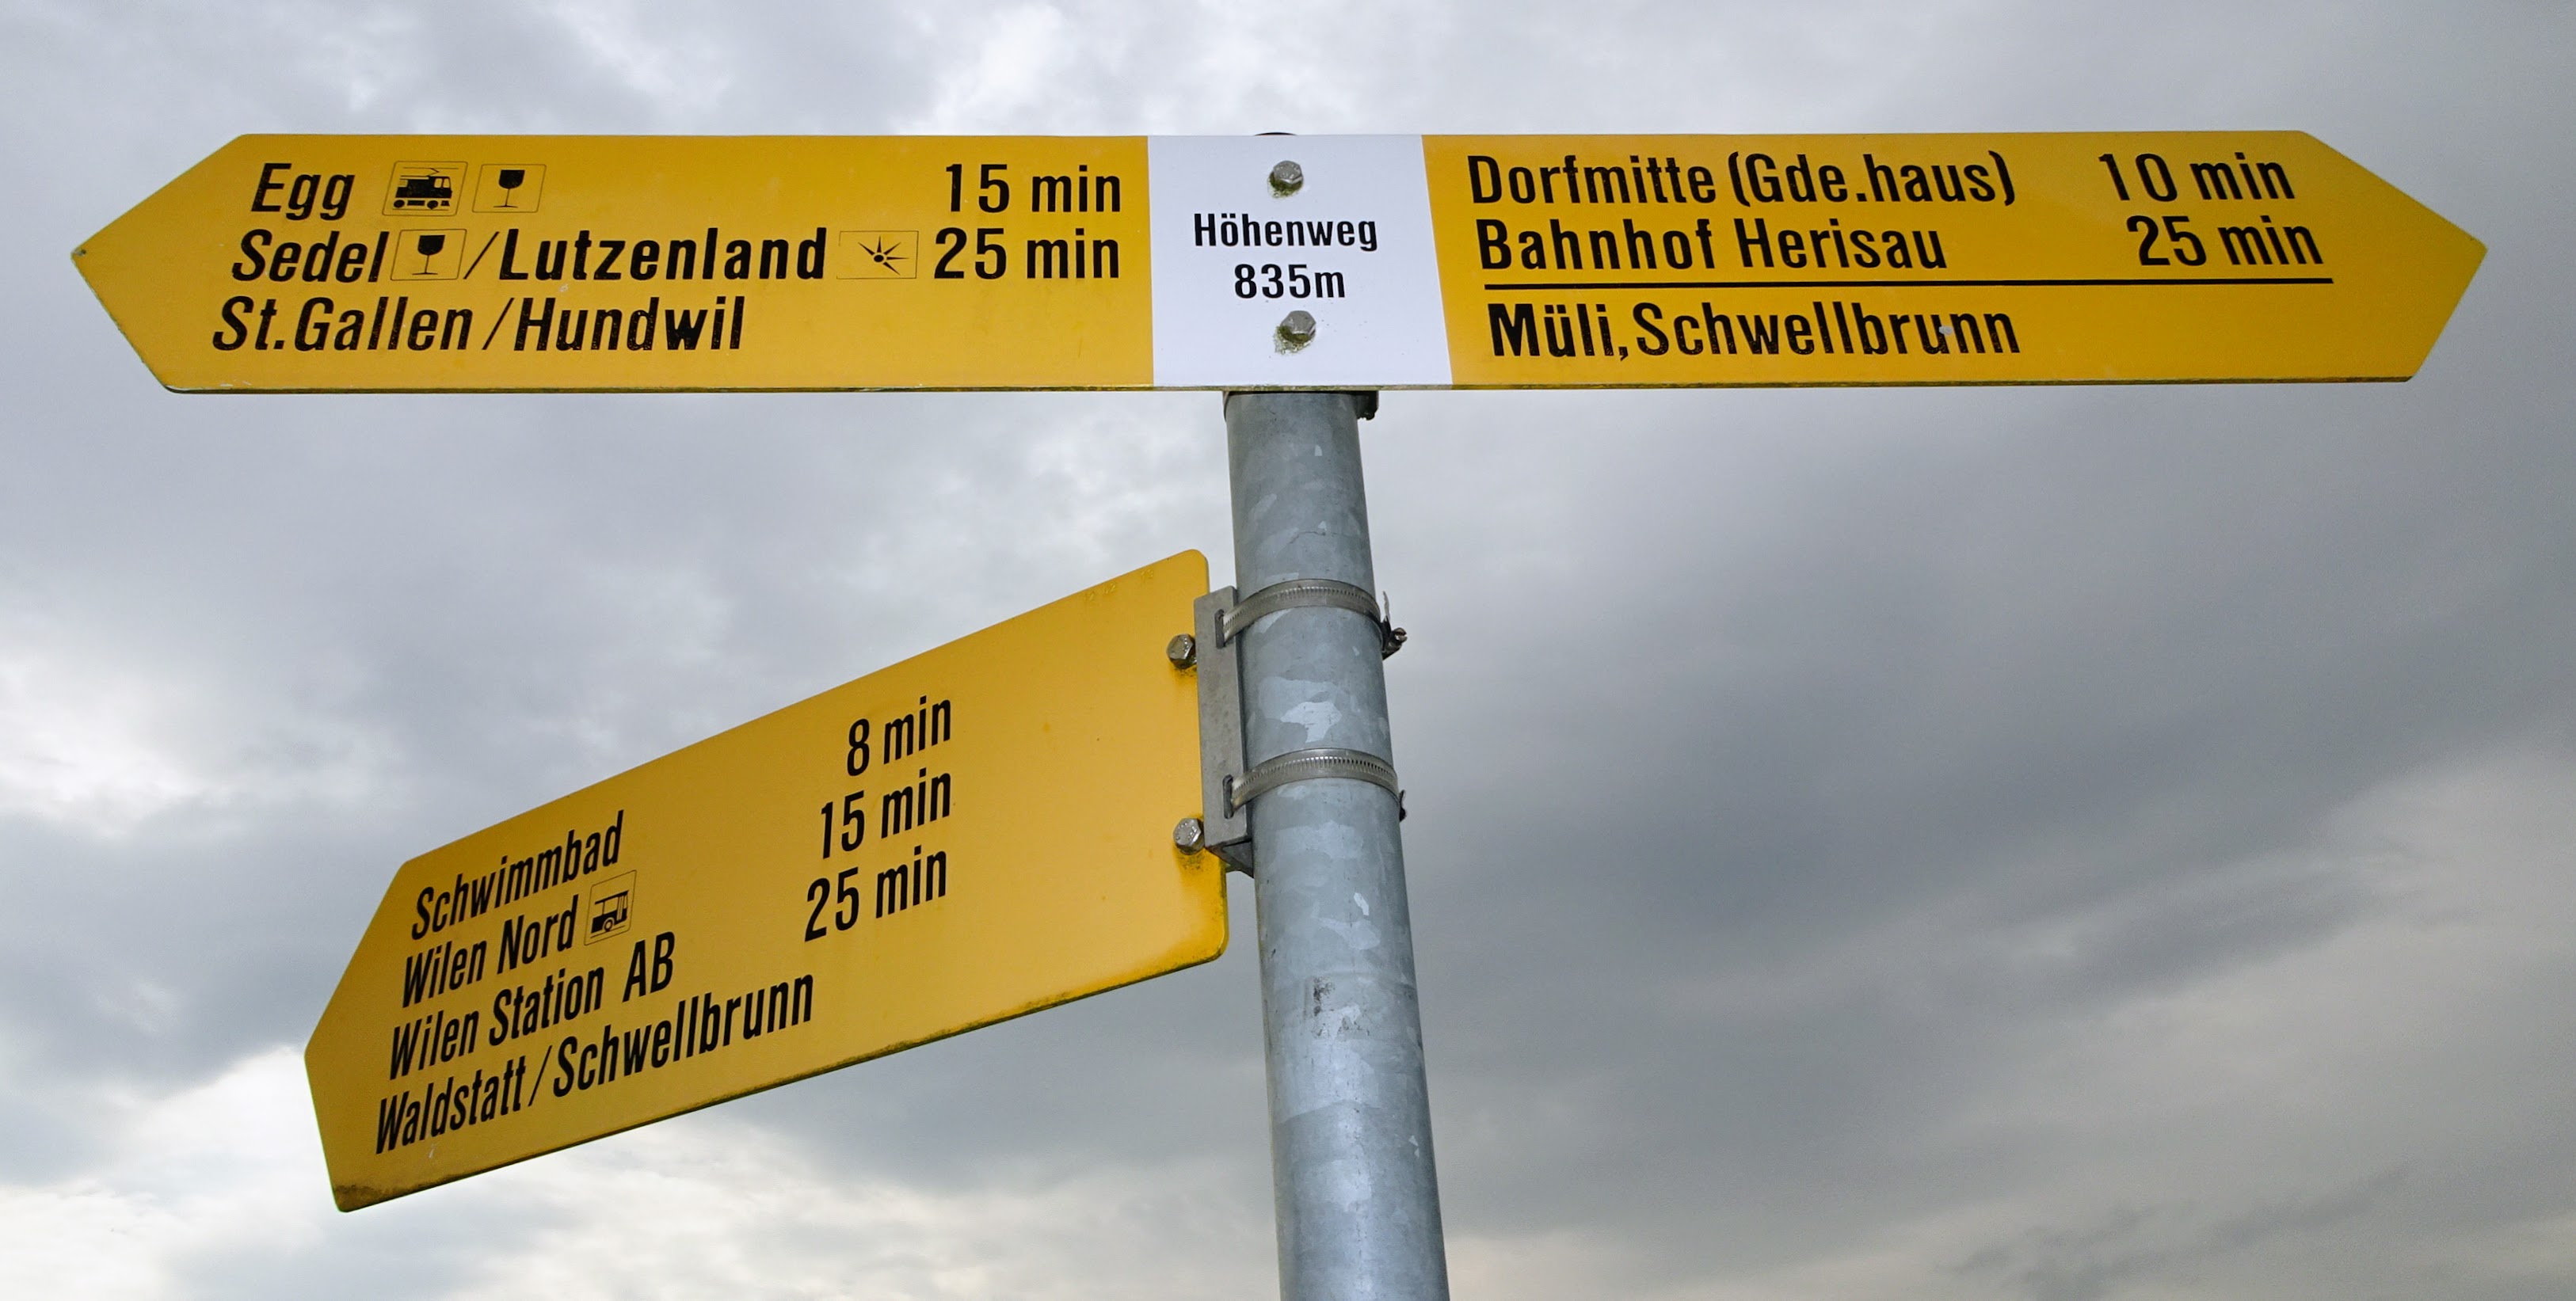 Egg 15 min
Sedel/Lutzenland 25 min
St.Gallen/Hundwil
Höhenweg
835m
Dorfmitte (Gde.haus) 10 min
Bahnhof Herisau 25 min
Müli,Schwellbrunn
Schwimmbad 8 min
Wilen Nord 15 min
Wilen Station AB 25 min
Waldstatt/Schwellbrunn